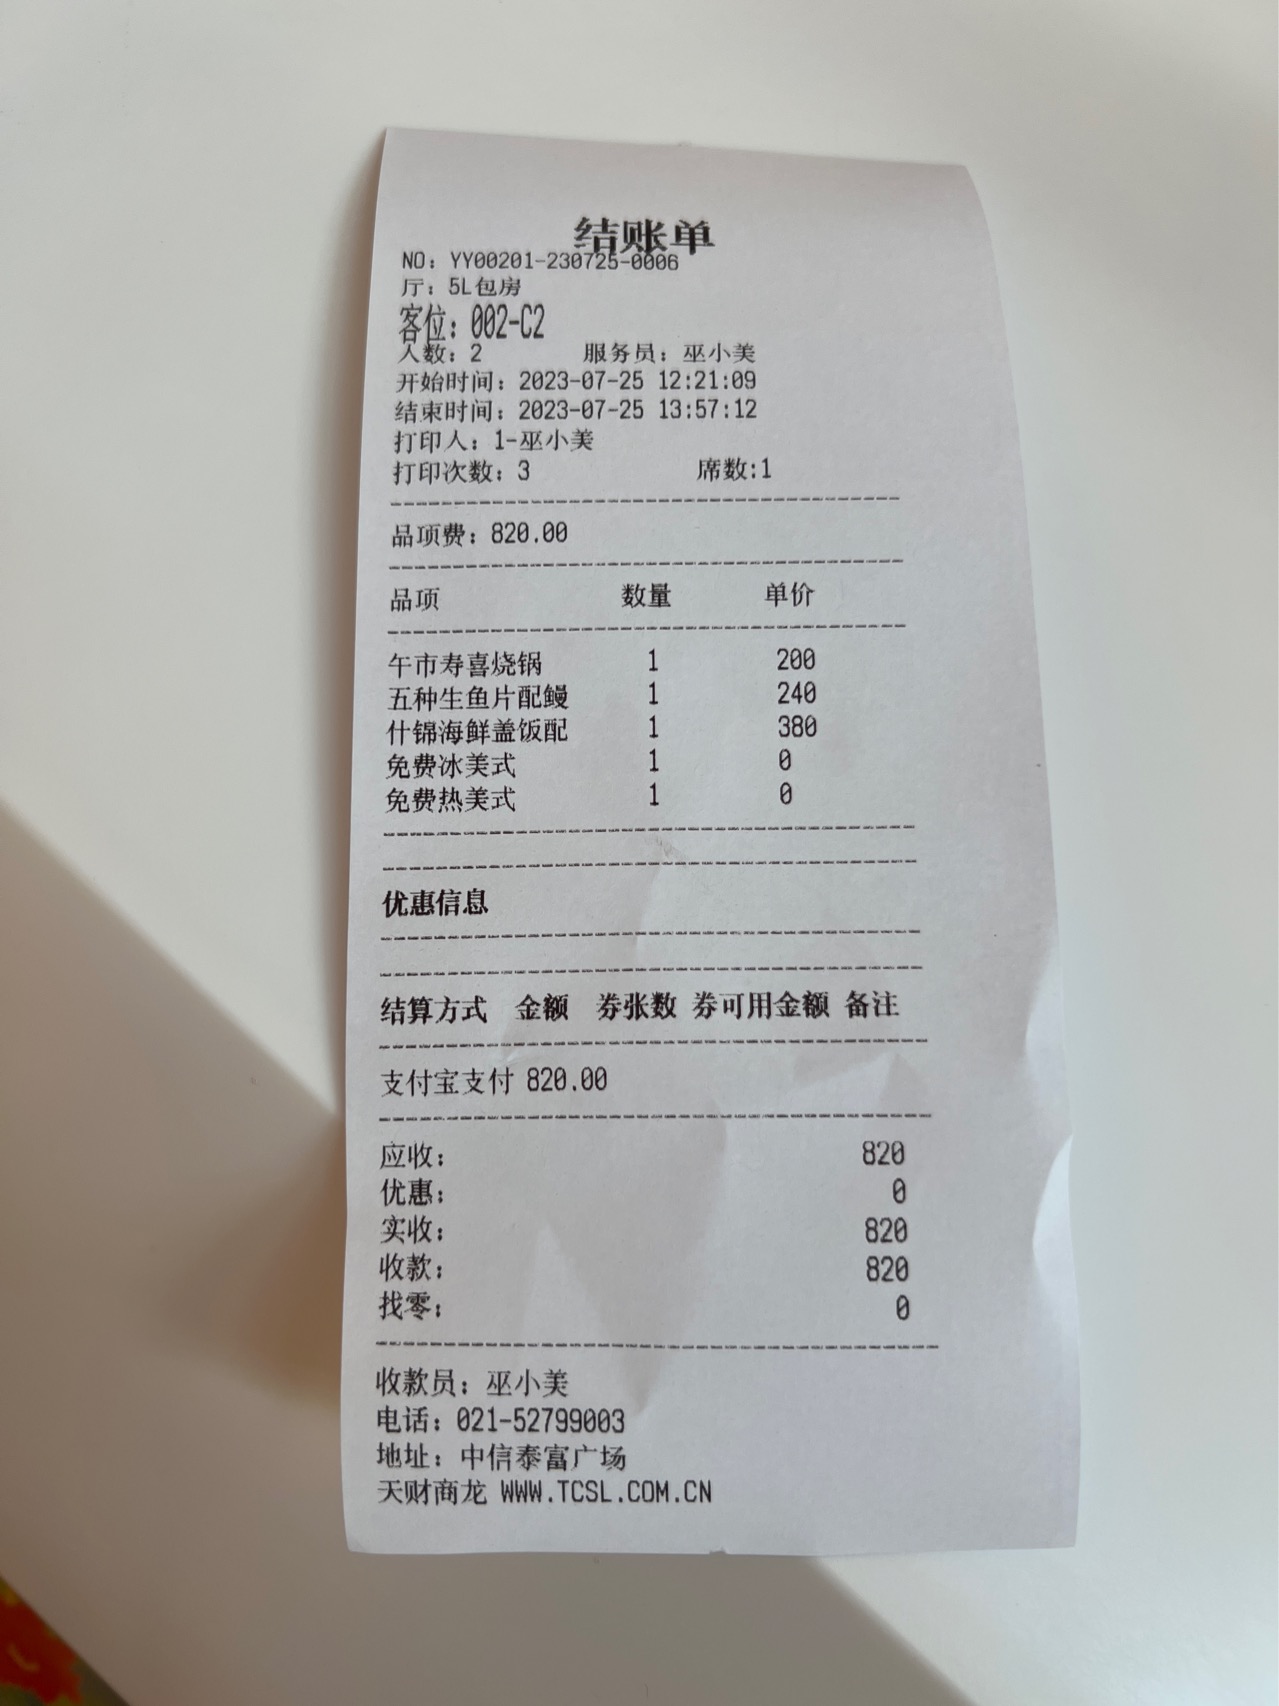 结账单
NO: YY00201-230725-0006
厅: 5L包房
客位: 002-C2
人数: 2 服务员: 巫小美
开始时间: 2023-07-25 12:21:09
结束时间: 2023-07-25 13:57:12
打印人: 1-巫小美
打印次数: 3 席数:1
品项费: 820.00
品项 数量 单价
午市寿喜烧锅 1 200
五种生鱼片配鳗 1 240
什锦海鲜盖饭配 1 380
免费冰美式 1 0
免费热美式 1 0
优惠信息
结算方式 金额 券张数 券可用金额 备注
支付宝支付 820.00
应收: 820
优惠: 0
实收: 820
收款: 820
找零: 0
收款员: 巫小美
电话: 021-52799003
地址: 中信泰富广场
天财商龙 WWW.TCSL.COM.CN